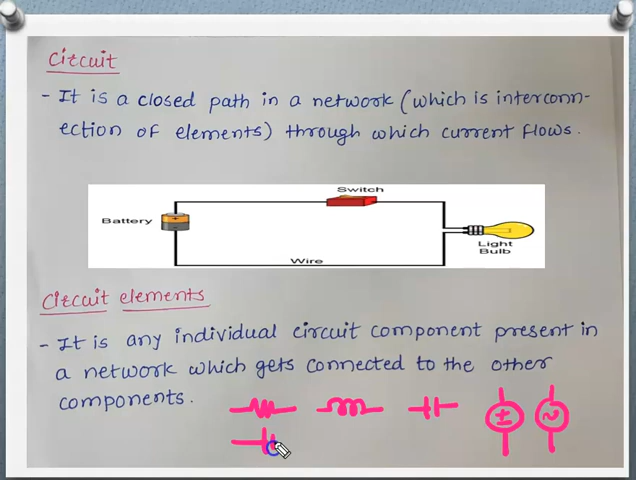 Circuit
- It is a closed path in a network (which is interconn-
ection of elements) through which current flows.
Switch
Battery
Light
Bulb
Wire
Circuit elements
- It is any individual circuit component present in
a network which gets connected to the other
components.